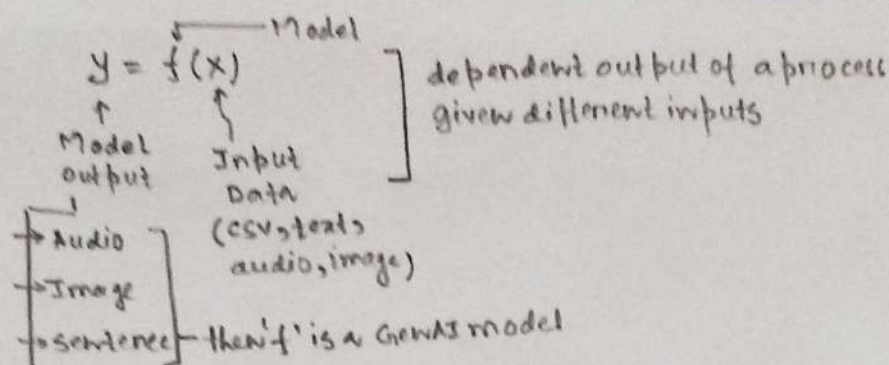 Model
y = f(x)
dependent output of a process
given different inputs
Model
output
Input
Data
(csv, text,
audio, image)
Audio
Image
Sentence
then 'f' is a GenAI model